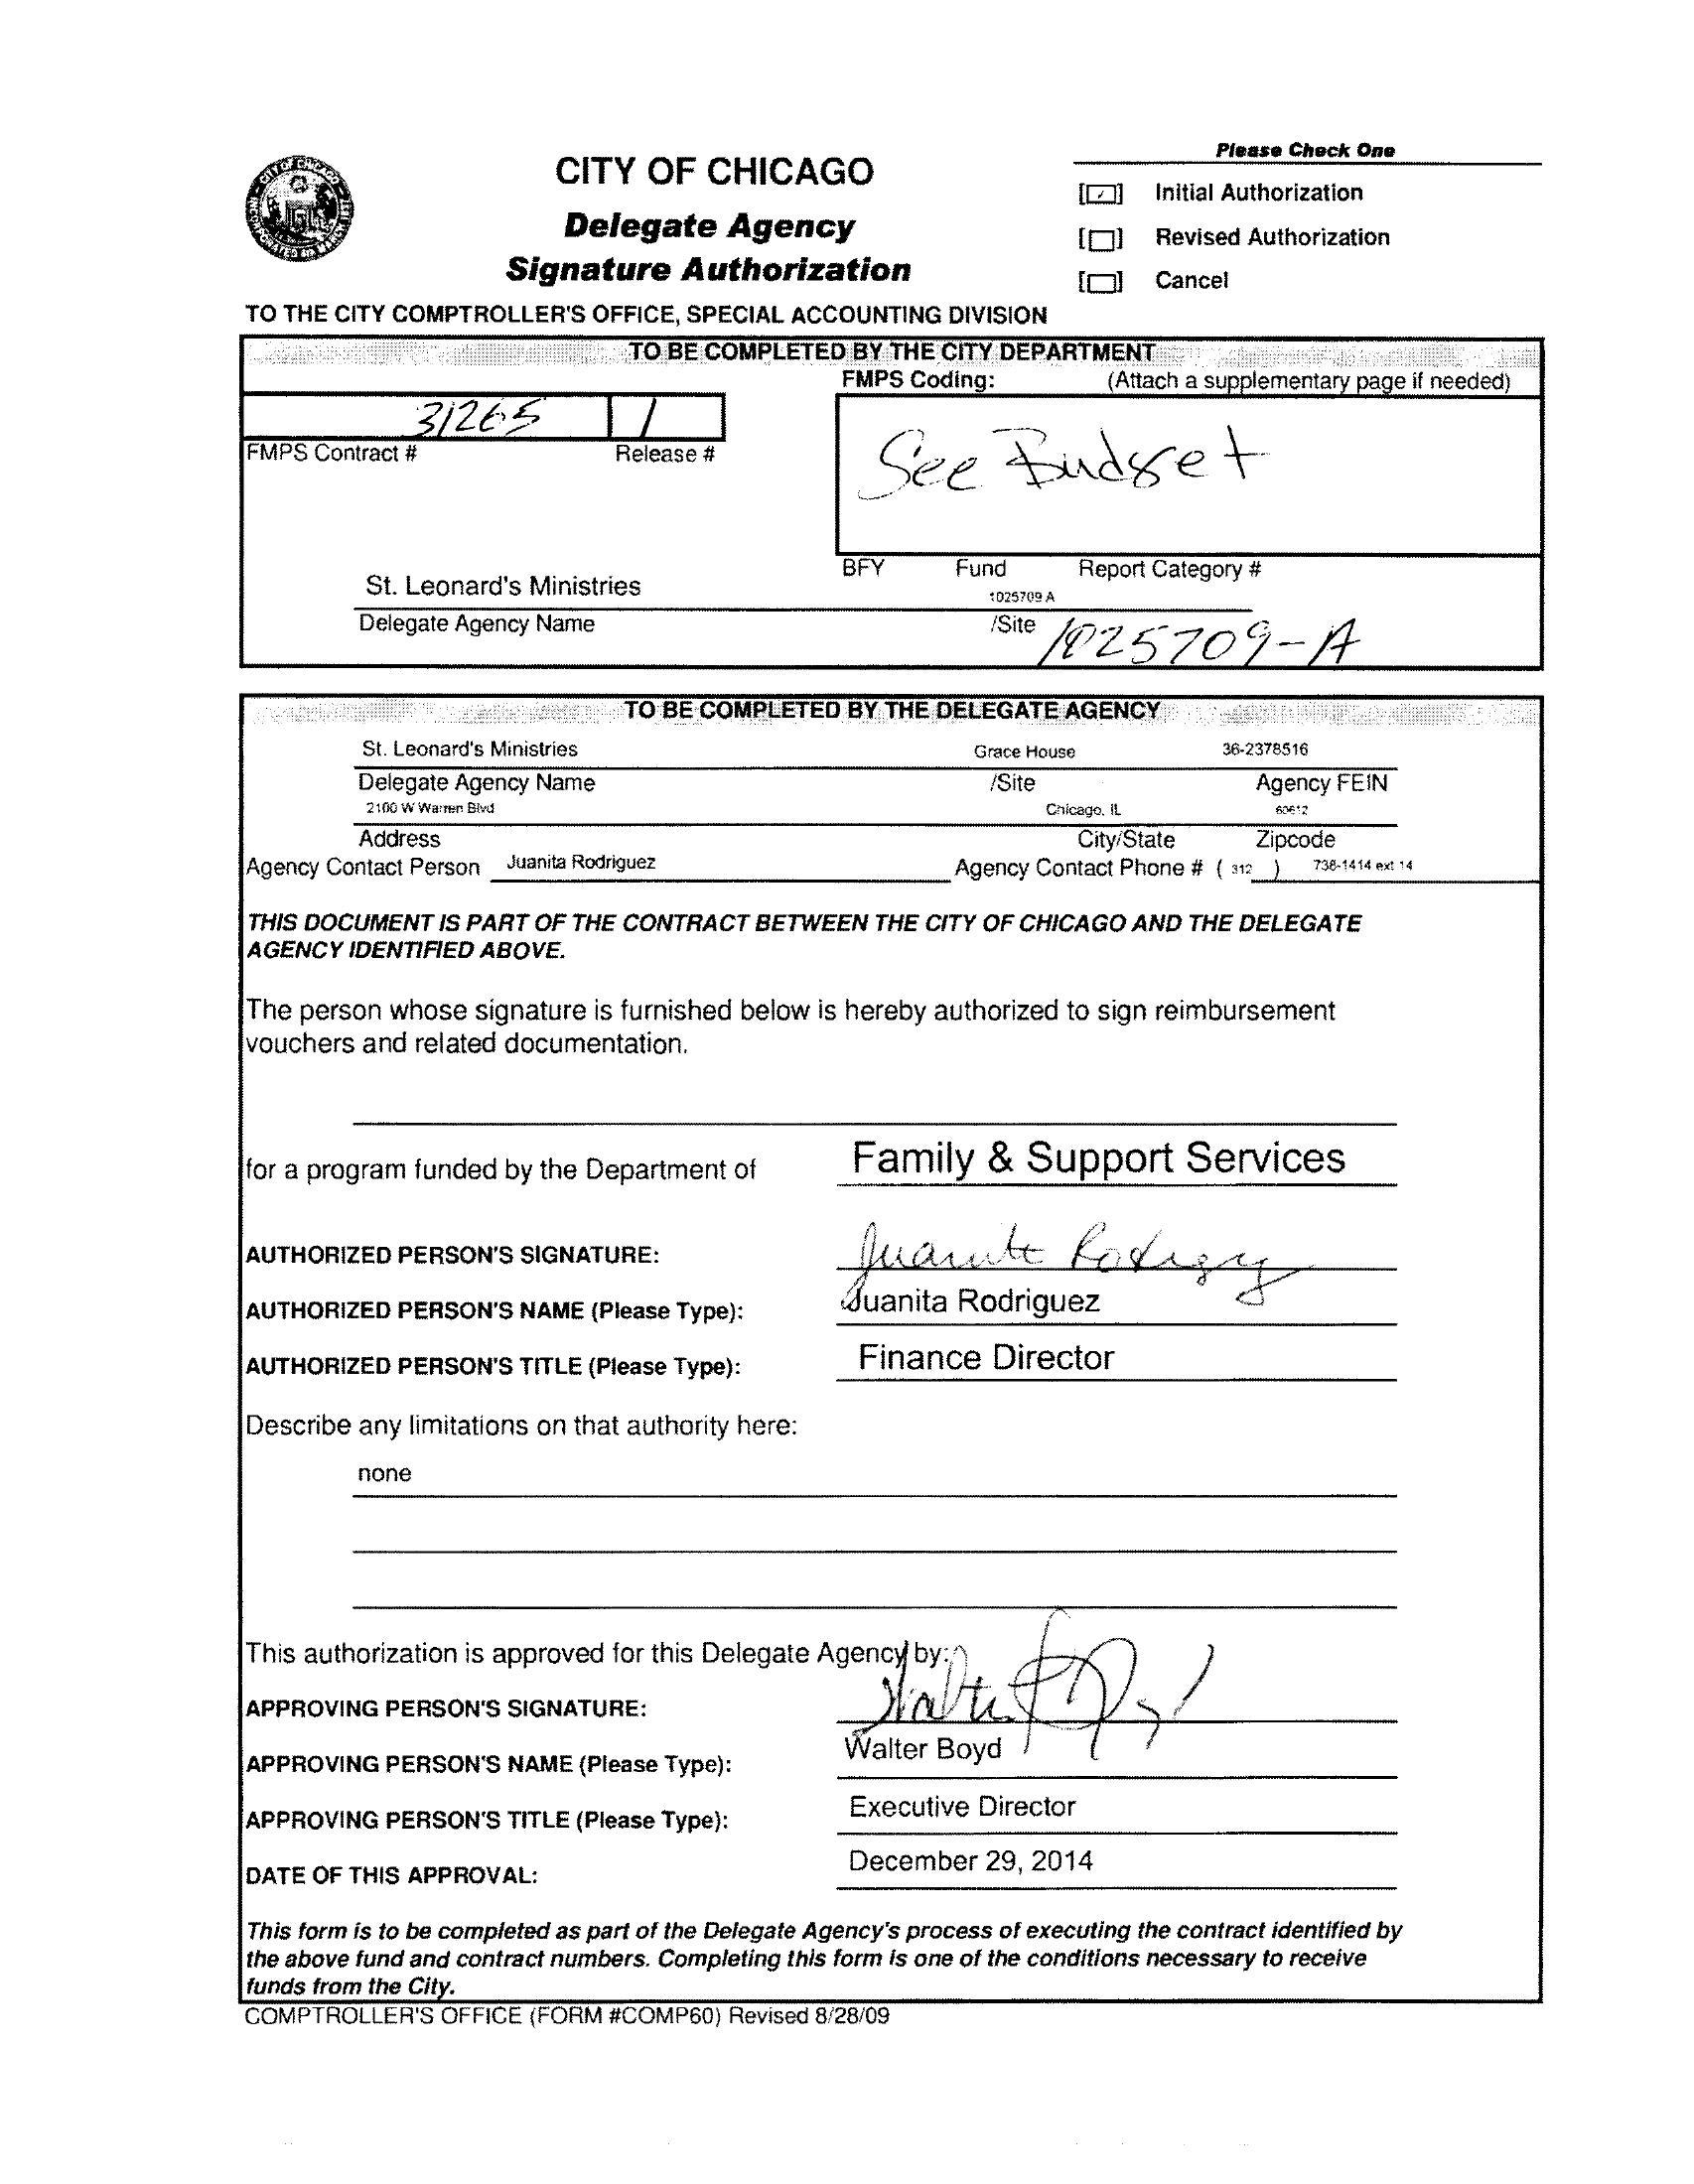 Please Check One
CITY OF CHICAGO
Delegate Agency
Signature Authorization
[☑] Initial Authorization
[☐] Revised Authorization
[☐] Cancel
TO THE CITY COMPTROLLER'S OFFICE, SPECIAL ACCOUNTING DIVISION
TO BE COMPLETED BY THE CITY DEPARTMENT
FMPS Coding: (Attach a supplementary page if needed)
31265 1
FMPS Contract # Release #
See Budget
BFY Fund Report Category #
St. Leonard's Ministries 1025709 A
Delegate Agency Name /Site 1025709-A
TO BE COMPLETED BY THE DELEGATE AGENCY
St. Leonard's Ministries Grace House 36-2378516
Delegate Agency Name /Site Agency FEIN
2100 W Warren Blvd Chicago, IL 60612
Address City/State Zipcode
Agency Contact Person Juanita Rodriguez Agency Contact Phone # ( 312 ) 738-1414 ext 14
THIS DOCUMENT IS PART OF THE CONTRACT BETWEEN THE CITY OF CHICAGO AND THE DELEGATE
AGENCY IDENTIFIED ABOVE.
The person whose signature is furnished below is hereby authorized to sign reimbursement
vouchers and related documentation.
for a program funded by the Department of Family & Support Services
AUTHORIZED PERSON'S SIGNATURE: Juanita Rodriguez
AUTHORIZED PERSON'S NAME (Please Type): Juanita Rodriguez
AUTHORIZED PERSON'S TITLE (Please Type): Finance Director
Describe any limitations on that authority here:
none
This authorization is approved for this Delegate Agency by:
APPROVING PERSON'S SIGNATURE: Walter Boyd
APPROVING PERSON'S NAME (Please Type): Walter Boyd
APPROVING PERSON'S TITLE (Please Type): Executive Director
DATE OF THIS APPROVAL: December 29, 2014
This form is to be completed as part of the Delegate Agency's process of executing the contract identified by
the above fund and contract numbers. Completing this form is one of the conditions necessary to receive
funds from the City.
COMPTROLLER'S OFFICE (FORM #COMP60) Revised 8/28/09